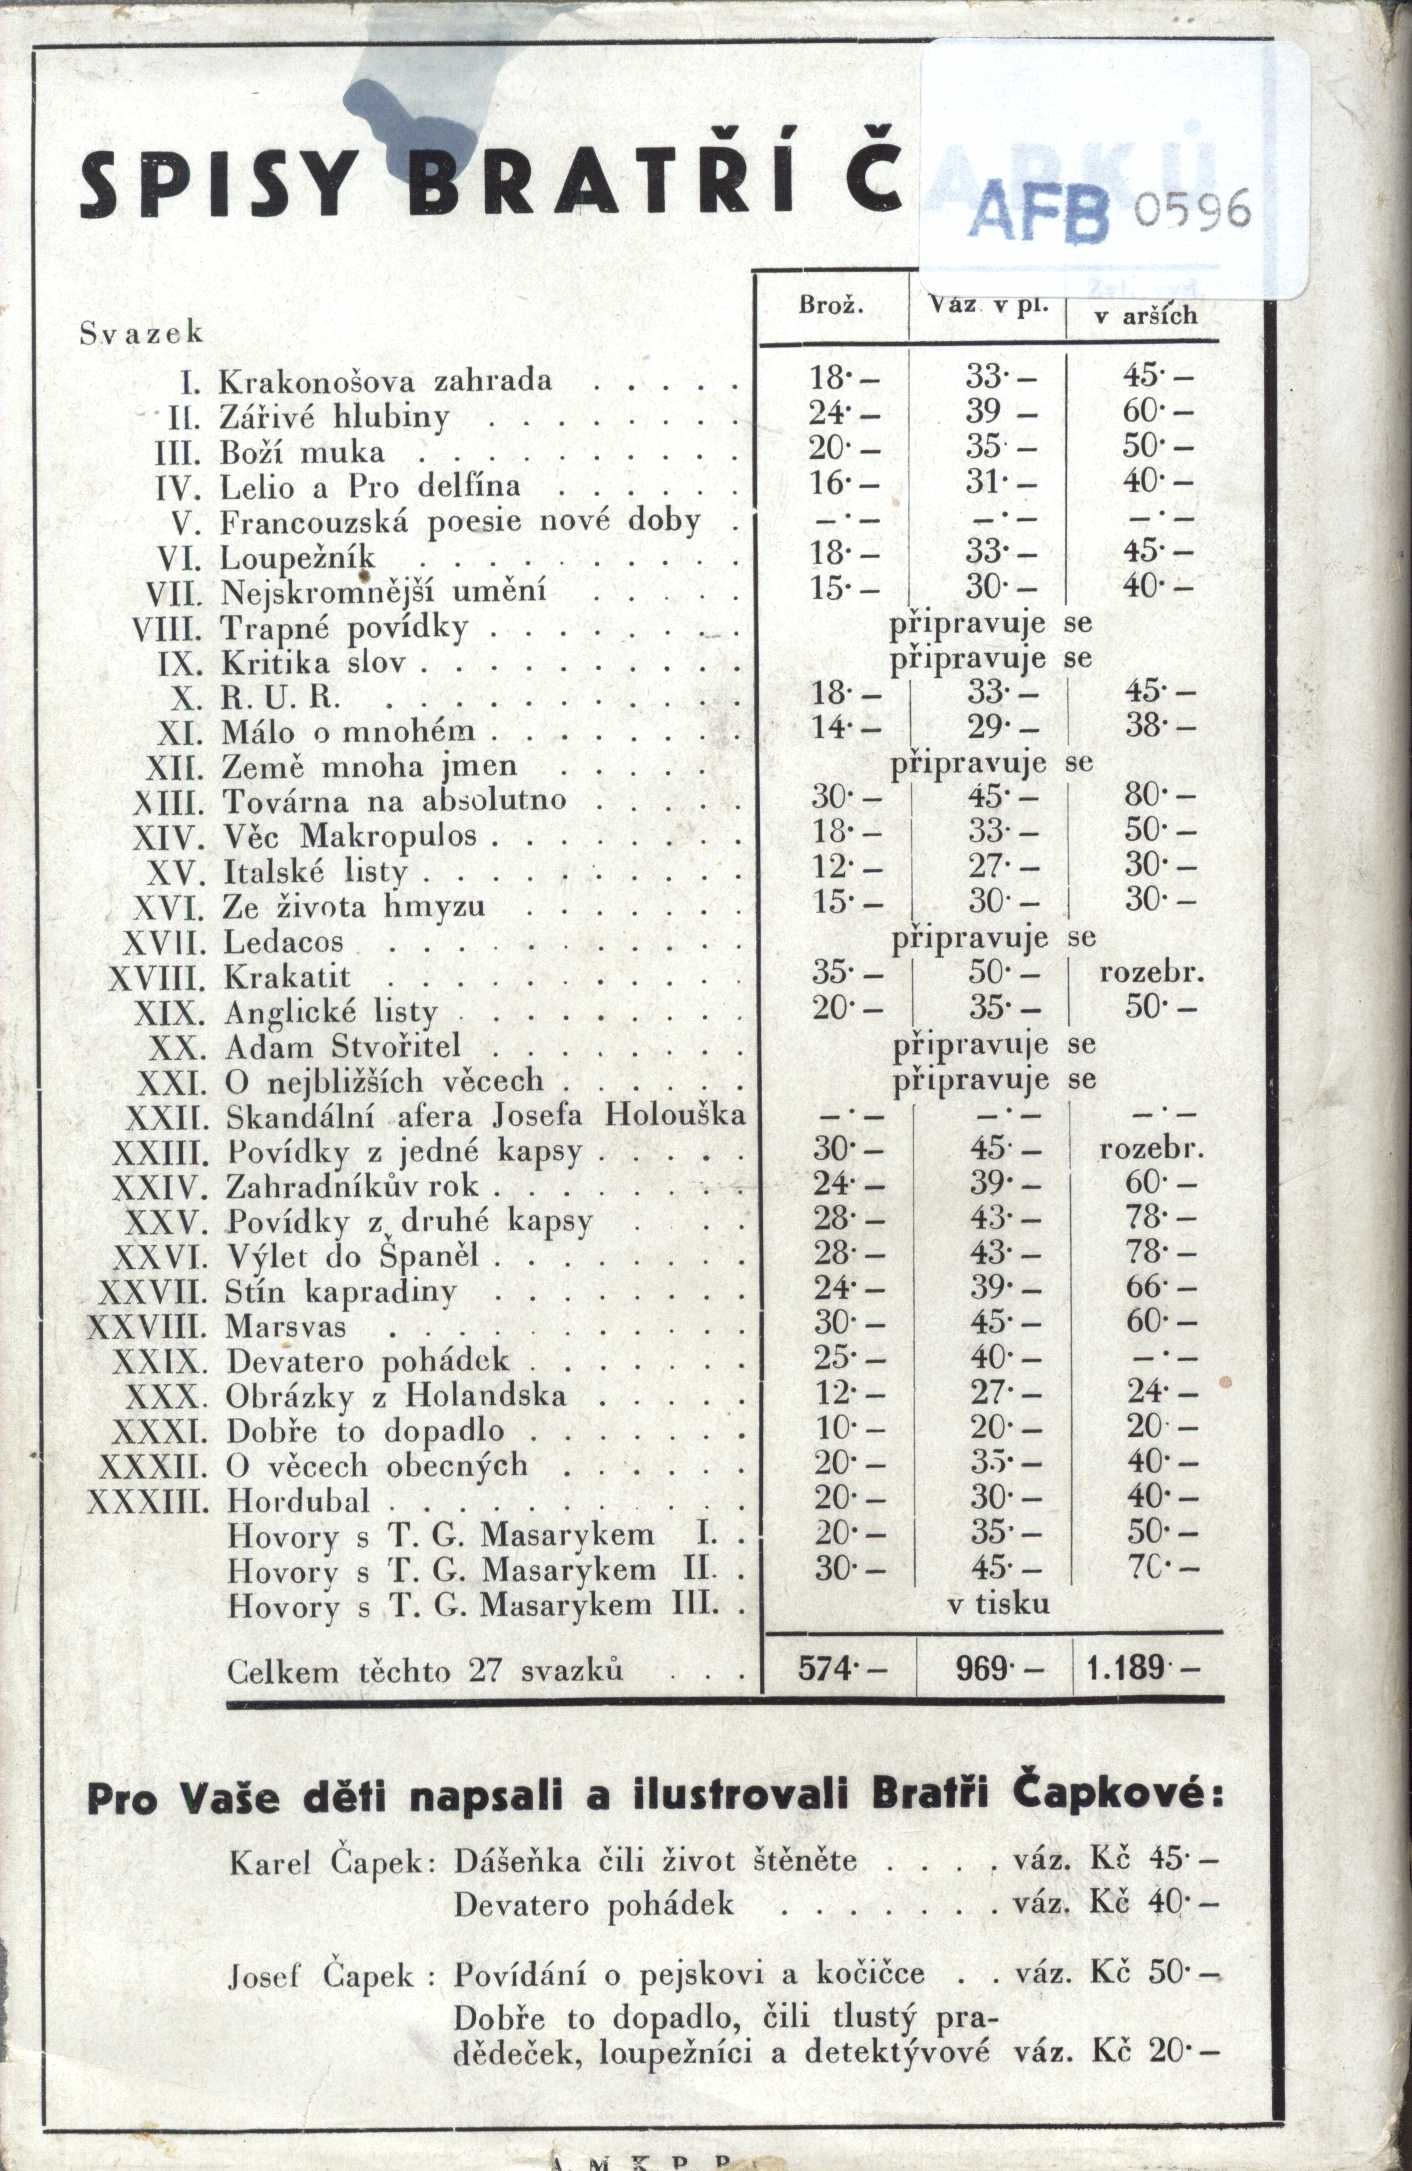 SPISY BRATŘÍ ČAPKŮ
AFB 0596
Svazek Brož. Váz. v pl. v arších
I. Krakonošova zahrada . . . . . 18·– 33·– 45·–
II. Zářivé hlubiny . . . . . . . . 24·– 39 – 60·–
III. Boží muka . . . . . . . . . . 20·– 35·– 50·–
IV. Lelio a Pro delfína . . . . . . 16·– 31·– 40·–
V. Francouzská poesie nové doby . –·– –·– –·–
VI. Loupežník . . . . . . . . . . 18·– 33·– 45·–
VII. Nejskromnější umění . . . . . 15·– 30·– 40·–
VIII. Trapné povídky . . . . . . . . připravuje se
IX. Kritika slov . . . . . . . . . . připravuje se
X. R. U. R. . . . . . . . . . . . 18·– 33·– 45·–
XI. Málo o mnohém . . . . . . . . 14·– 29·– 38·–
XII. Země mnoha jmen . . . . . připravuje se
XIII. Továrna na absolutno . . . . . 30·– 45·– 80·–
XIV. Věc Makropulos . . . . . . . . 18·– 33·– 50·–
XV. Italské listy . . . . . . . . . . 12·– 27·– 30·–
XVI. Ze života hmyzu . . . . . . . 15·– 30·– 30·–
XVII. Ledacos . . . . . . . . . . . připravuje se
XVIII. Krakatit . . . . . . . . . . . 35·– 50·– rozebr.
XIX. Anglické listy . . . . . . . . . 20·– 35·– 50·–
XX. Adam Stvořitel . . . . . . . . připravuje se
XXI. O nejbližších věcech . . . . . . připravuje se
XXII. Skandální afera Josefa Holouška –·– –·– –·–
XXIII. Povídky z jedné kapsy . . . . . 30·– 45·– rozebr.
XXIV. Zahradníkův rok . . . . . . . . 24·– 39·– 60·–
XXV. Povídky z druhé kapsy . . . . 28·– 43·– 78·–
XXVI. Výlet do Španěl . . . . . . . . 28·– 43·– 78·–
XXVII. Stín kapradiny . . . . . . . . 24·– 39·– 66·–
XXVIII. Marsyas . . . . . . . . . . . 30·– 45·– 60·–
XXIX. Devatero pohádek . . . . . . . 25·– 40·– –·–
XXX. Obrázky z Holandska . . . . . 12·– 27·– 24·–
XXXI. Dobře to dopadlo . . . . . . . 10·– 20·– 20·–
XXXII. O věcech obecných . . . . . . 20·– 35·– 40·–
XXXIII. Hordubal . . . . . . . . . . . 20·– 30·– 40·–
Hovory s T. G. Masarykem I. . 20·– 35·– 50·–
Hovory s T. G. Masarykem II. . 30·– 45·– 70·–
Hovory s T. G. Masarykem III. . v tisku
Celkem těchto 27 svazků . . . 574·– 969·– 1.189·–
Pro Vaše děti napsali a ilustrovali Bratři Čapkové:
Karel Čapek: Dášeňka čili život štěněte . . . . váz. Kč 45·–
Devatero pohádek . . . . . . . váz. Kč 40·–
Josef Čapek : Povídání o pejskovi a kočičce . . váz. Kč 50·–
Dobře to dopadlo, čili tlustý pra-
dědeček, loupežníci a detektývové váz. Kč 20·–